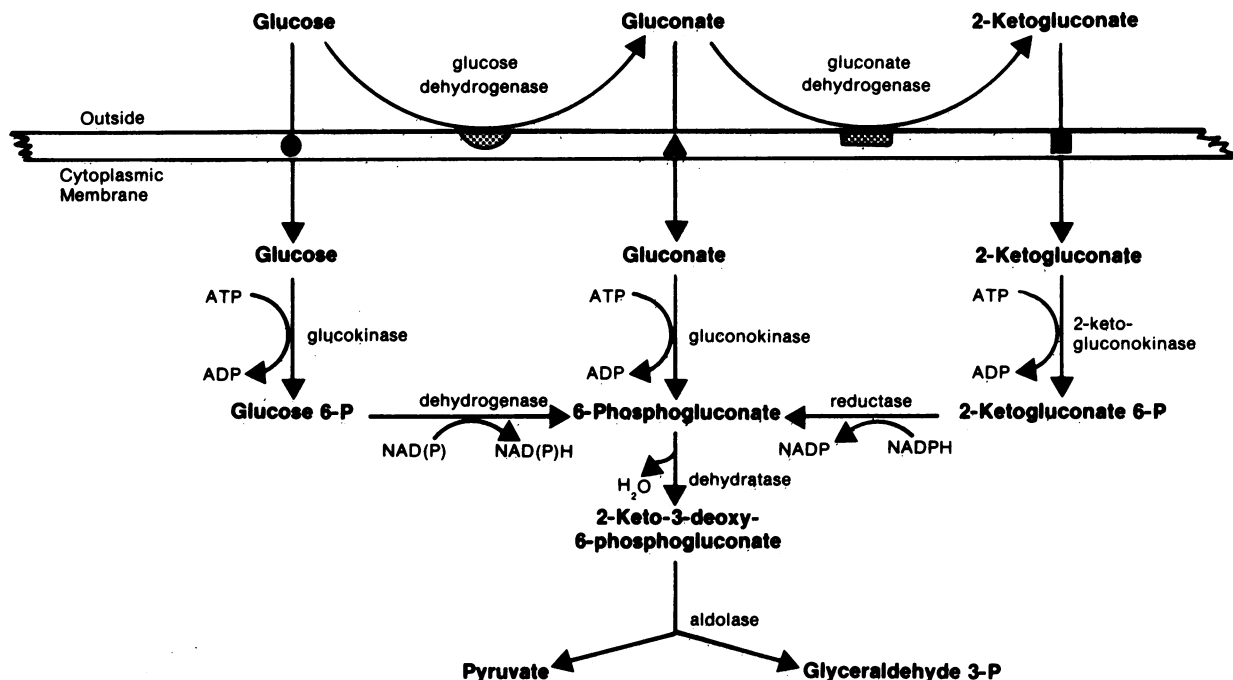 Glucose
Gluconate
2-Ketogluconate
glucose
dehydrogenase
gluconate
dehydrogenase
Outside
Cytoplasmic
Membrane
Glucose
Gluconate
2-Ketogluconate
ATP
glucokinase
ADP
ATP
gluconokinase
ADP
ATP
2-keto-
gluconokinase
ADP
Glucose 6-P
dehydrogenase
6-Phosphogluconate
reductase
2-Ketogluconate 6-P
NAD(P)
NAD(P)H
NADP
NADPH
H₂O
dehydratase
2-Keto-3-deoxy-
6-phosphogluconate
aldolase
Pyruvate
Glyceraldehyde 3-P